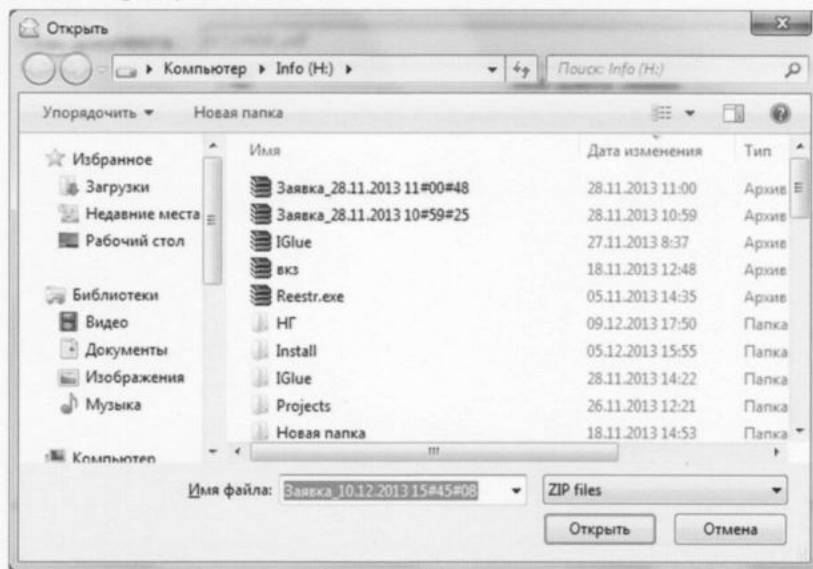 Открыть
Компьютер ▸ Info (H:) ▸ Поиск: Info (H:)
Упорядочить Новая папка
Имя Дата изменения Тип
Избранное
Загрузки
Недавние места
Рабочий стол
Библиотеки
Видео
Документы
Изображения
Музыка
Компьютер
Заявка_28.11.2013 11#00#48 28.11.2013 11:00 Архив
Заявка_28.11.2013 10#59#25 28.11.2013 10:59 Архив
IGlue 27.11.2013 8:37 Архив
вкз 18.11.2013 12:48 Архив
Reestr.exe 05.11.2013 14:35 Архив
НГ 09.12.2013 17:50 Папка
Install 05.12.2013 15:55 Папка
IGlue 28.11.2013 14:22 Папка
Projects 26.11.2013 12:21 Папка
Новая папка 18.11.2013 14:53 Папка
Имя файла: Заявка_10.12.2013 15#45#08 ZIP files
Открыть Отмена